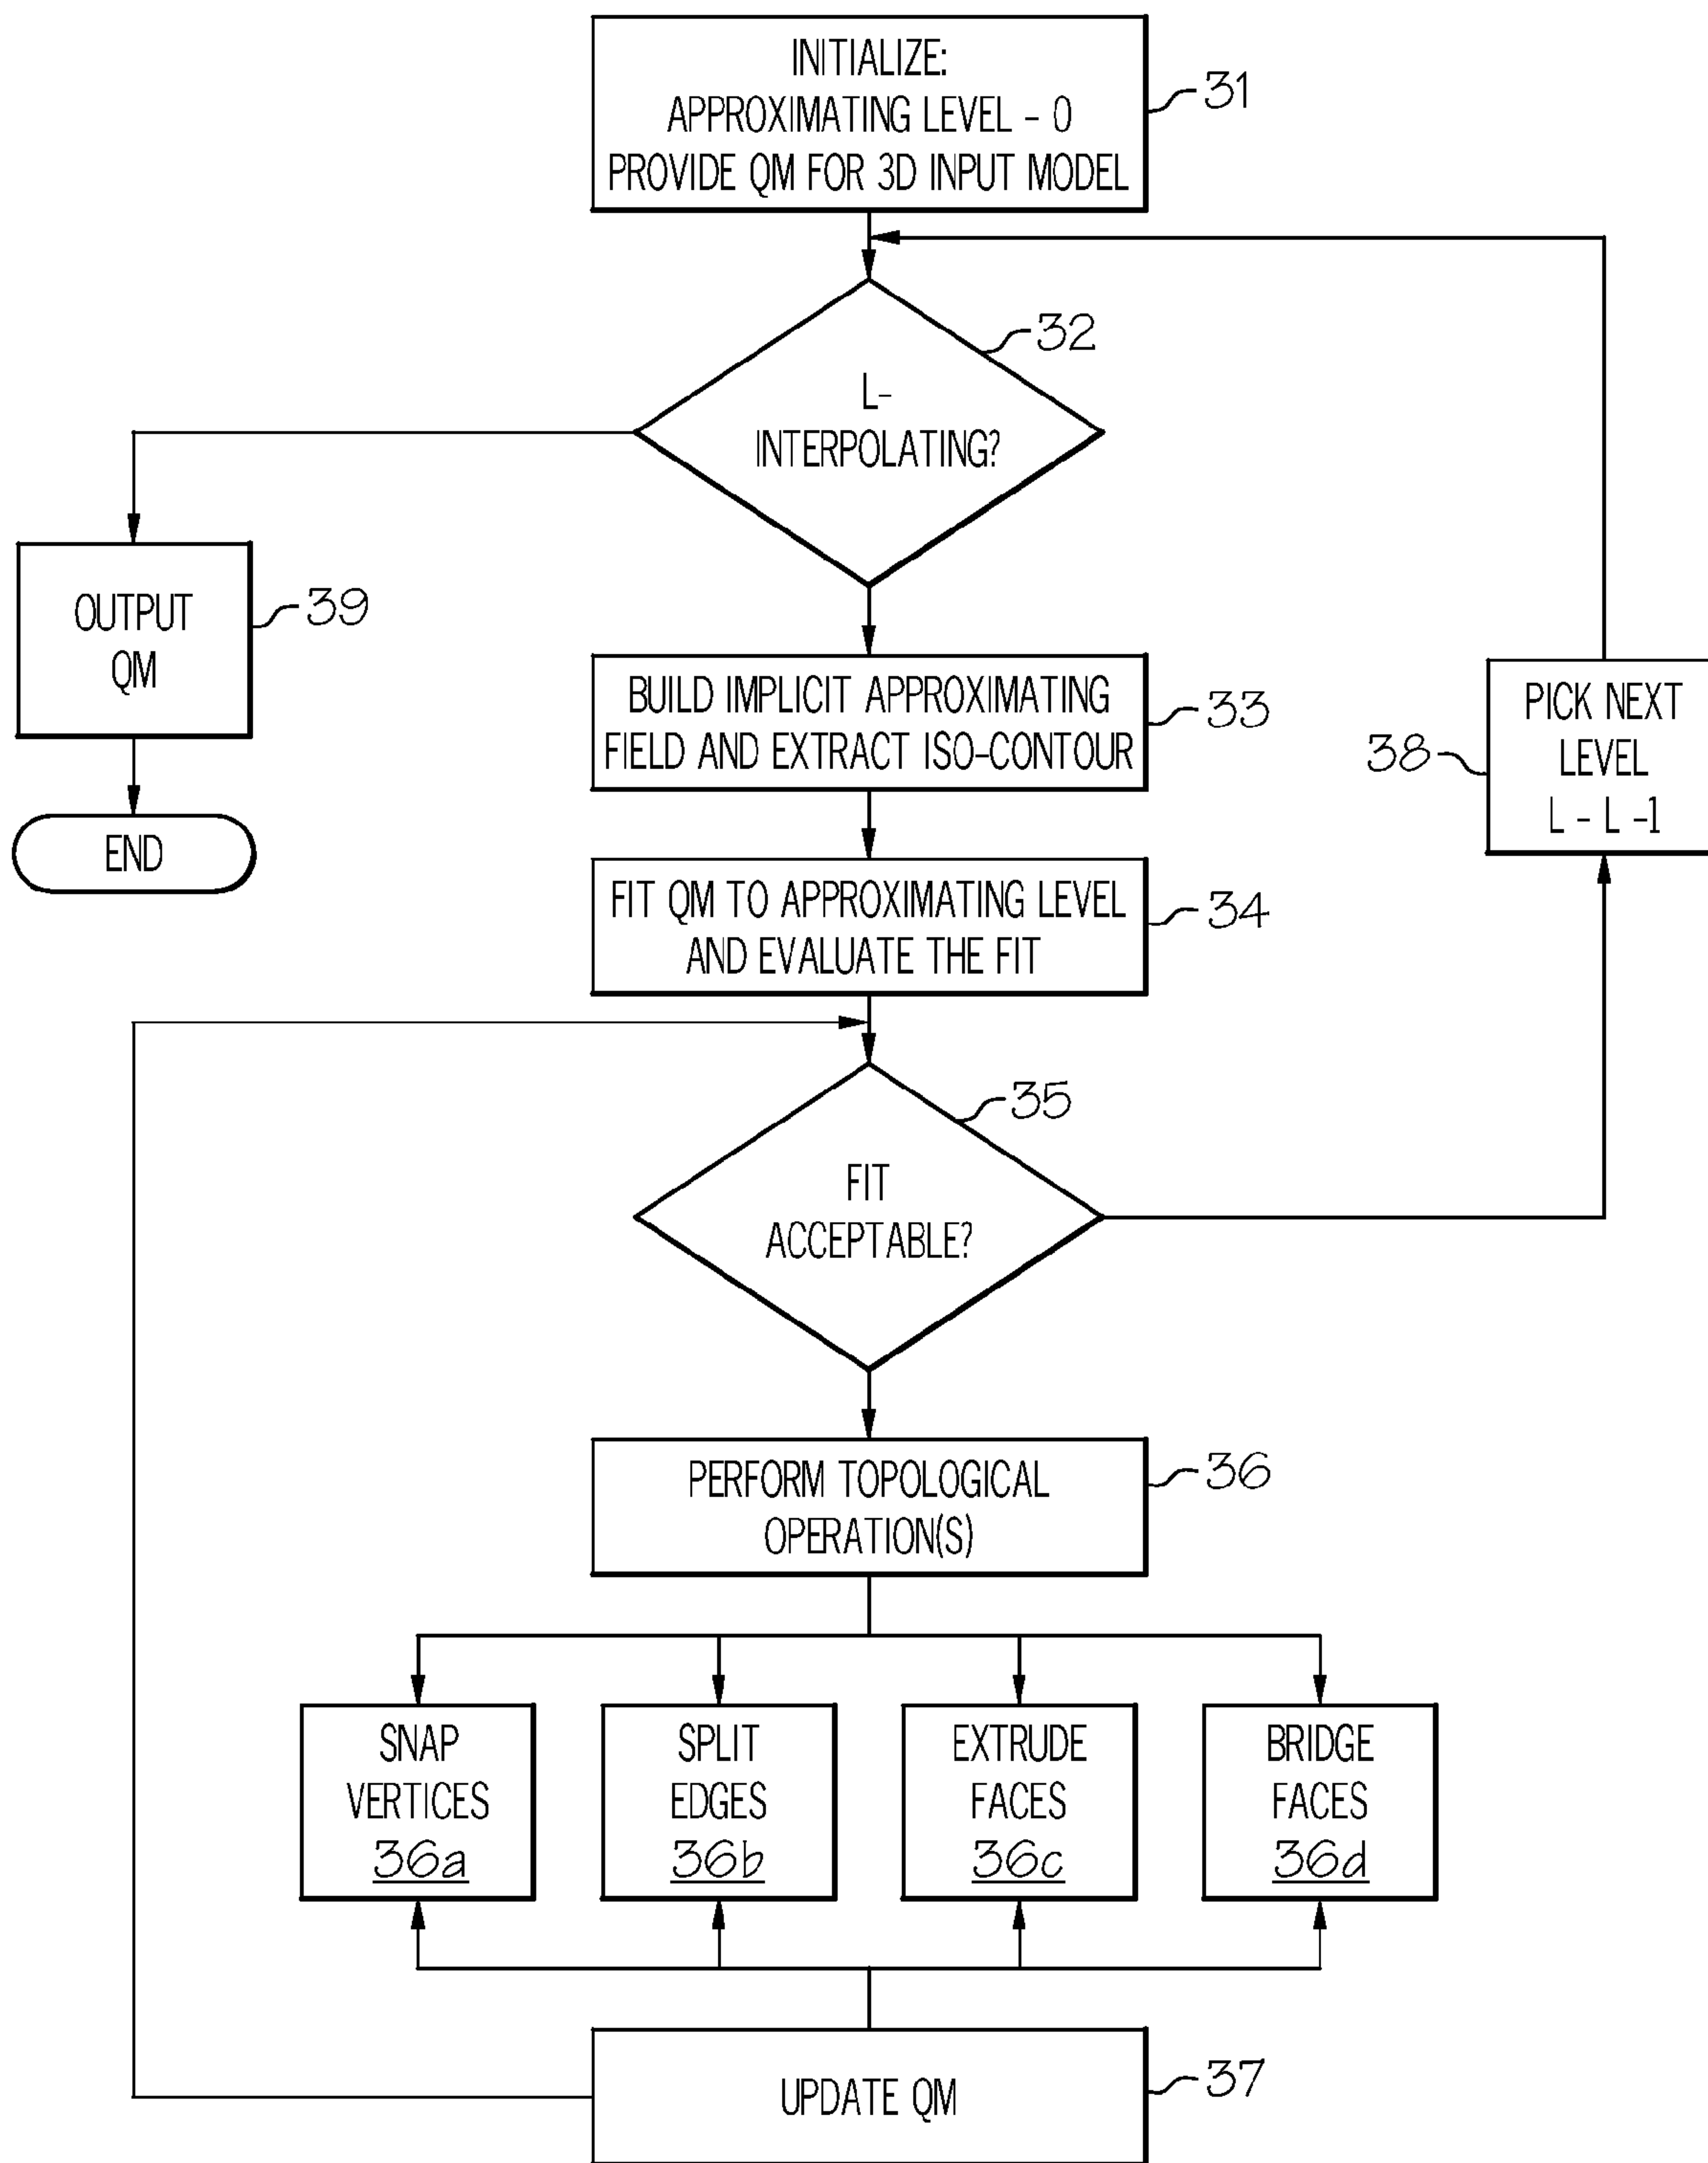 INITIALIZE:
APPROXIMATING LEVEL - 0
PROVIDE QM FOR 3D INPUT MODEL
31
32
L-
INTERPOLATING?
OUTPUT
QM
39
END
BUILD IMPLICIT APPROXIMATING
FIELD AND EXTRACT ISO-CONTOUR
33
PICK NEXT
LEVEL
L - L -1
38
FIT QM TO APPROXIMATING LEVEL
AND EVALUATE THE FIT
34
35
FIT
ACCEPTABLE?
PERFORM TOPOLOGICAL
OPERATION(S)
36
SNAP
VERTICES
36a
SPLIT
EDGES
36b
EXTRUDE
FACES
36c
BRIDGE
FACES
36d
UPDATE QM
37